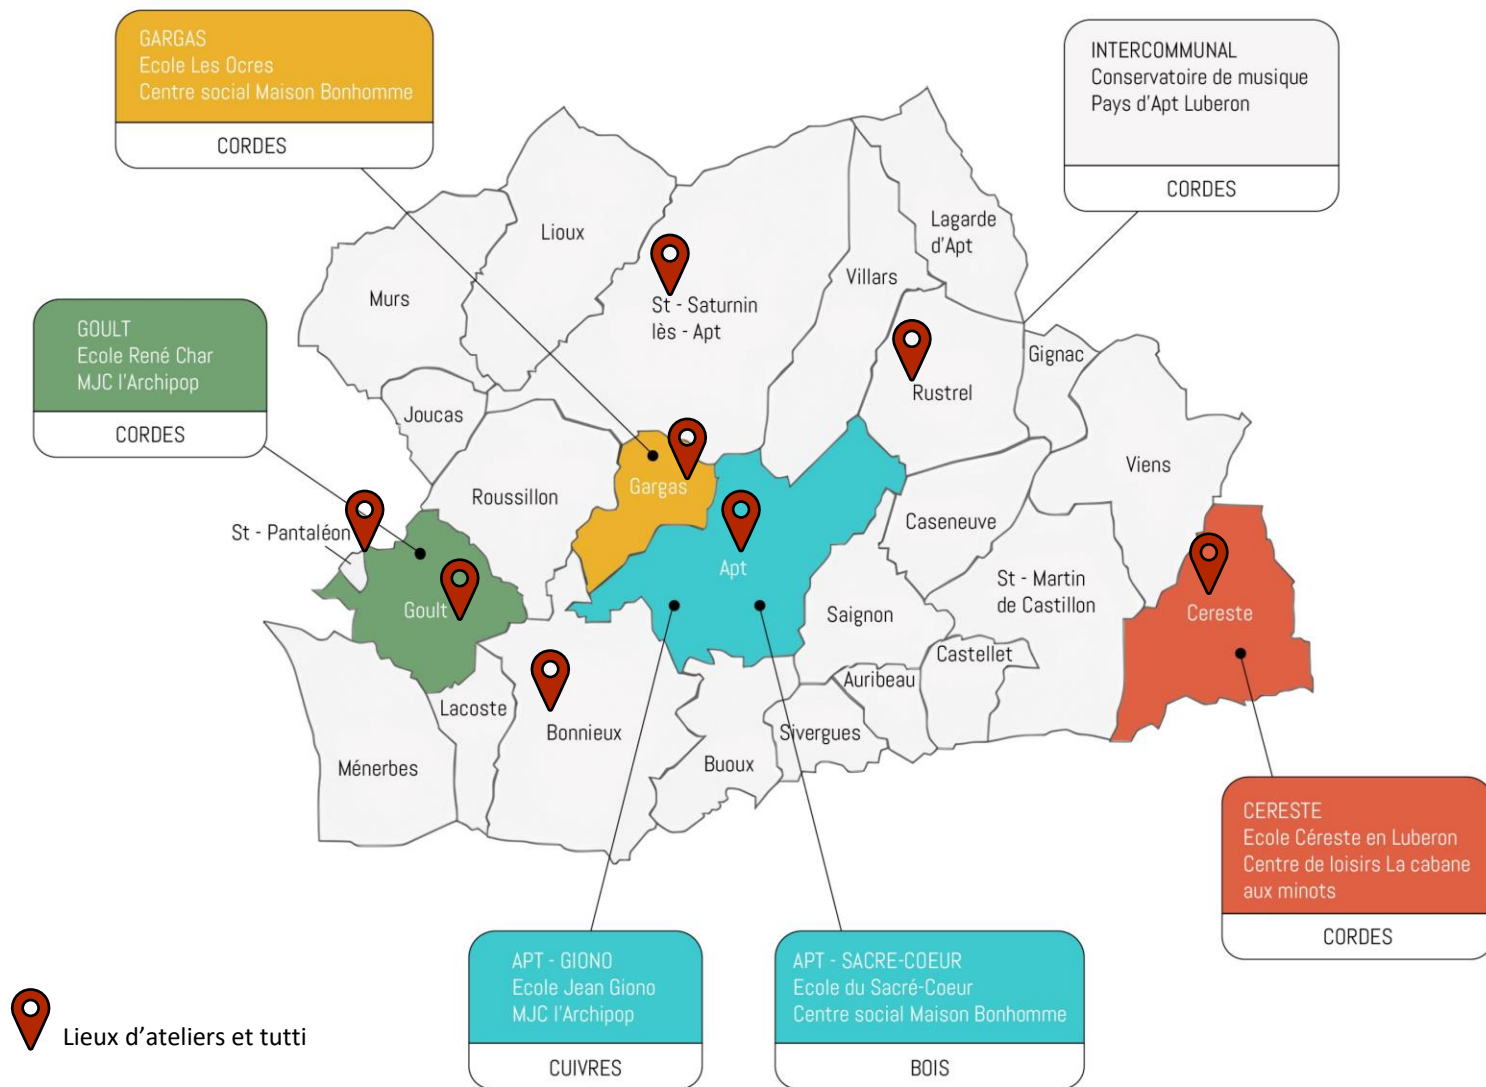 GARGAS
Ecole Les Ocres
Centre social Maison Bonhomme
CORDES
INTERCOMMUNAL
Conservatoire de musique
Pays d'Apt Luberon
CORDES
GOULT
Ecole René Char
MJC l'Archipop
CORDES
Lioux
Lagarde
d'Apt
Villars
Murs
St - Saturnin
lès - Apt
Gignac
Rustrel
Joucas
Viens
Gargas
Roussillon
Caseneuve
St - Pantaléon
Apt
St - Martin
de Castillon
Goult
Saignon
Cereste
Castellet
Auribeau
Lacoste
Bonnieux
Sivergues
Buoux
Ménerbes
CERESTE
Ecole Céreste en Luberon
Centre de loisirs La cabane
aux minots
CORDES
APT - GIONO
Ecole Jean Giono
MJC l'Archipop
CUIVRES
APT - SACRE-COEUR
Ecole du Sacré-Coeur
Centre social Maison Bonhomme
BOIS
Lieux d'ateliers et tutti